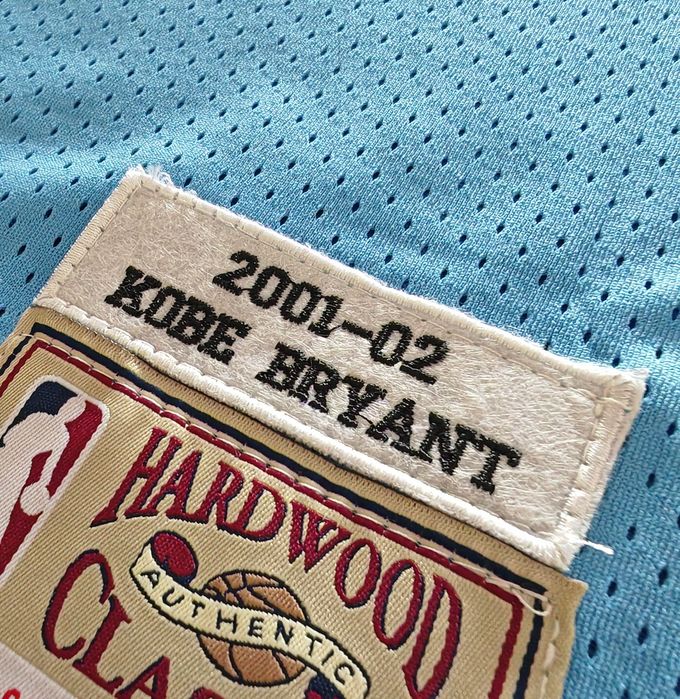 2001-02
KOBE BRYANT
HARDWOOD
AUTHENTIC